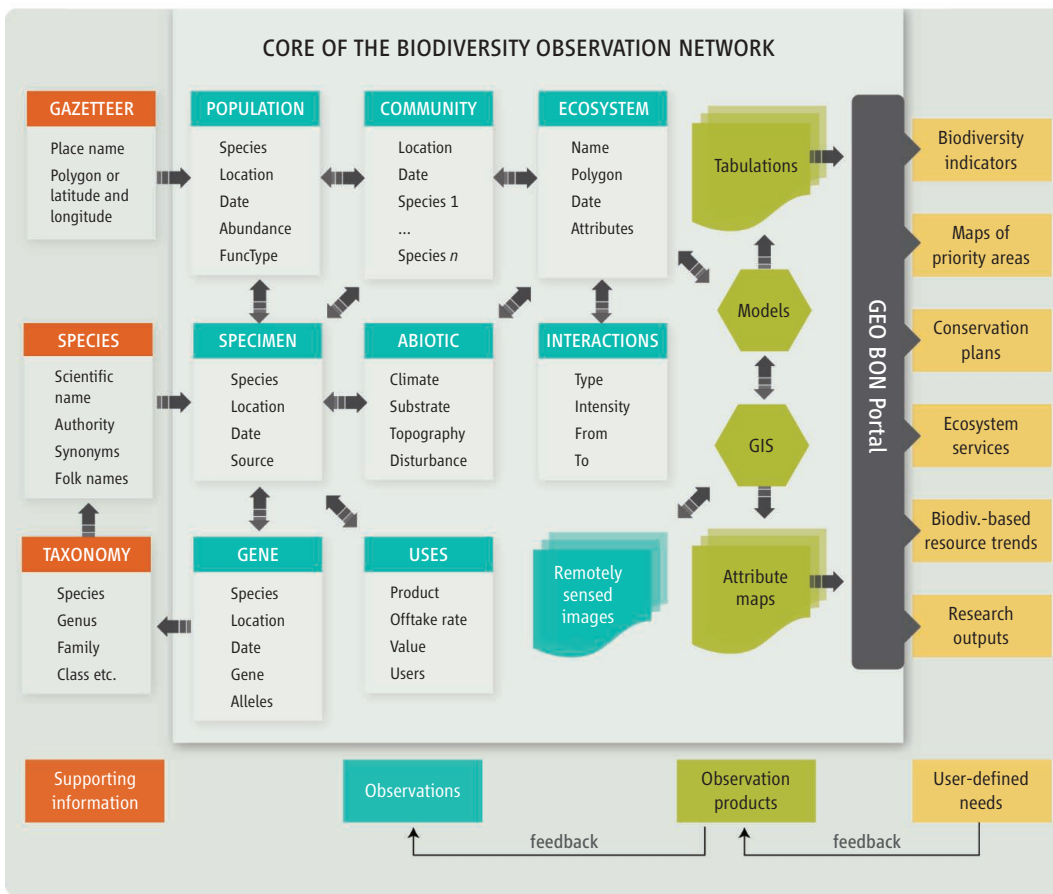 CORE OF THE BIODIVERSITY OBSERVATION NETWORK
GAZETTEER
Place name
Polygon or
latitude and
longitude
POPULATION
Species
Location
Date
Abundance
FuncType
COMMUNITY
Location
Date
Species 1
...
Species n
ECOSYSTEM
Name
Polygon
Date
Attributes
Tabulations
Models
GIS
SPECIES
Scientific
name
Authority
Synonyms
Folk names
SPECIMEN
Species
Location
Date
Source
ABIOTIC
Climate
Substrate
Topography
Disturbance
INTERACTIONS
Type
Intensity
From
To
TAXONOMY
Species
Genus
Family
Class etc.
GENE
Species
Location
Date
Gene
Alleles
USES
Product
Offtake rate
Value
Users
Remotely
sensed
images
Attribute
maps
GEO BON Portal
Biodiversity
indicators
Maps of
priority areas
Conservation
plans
Ecosystem
services
Biodiv.-based
resource trends
Research
outputs
Supporting
information
Observations
Observation
products
User-defined
needs
feedback
feedback